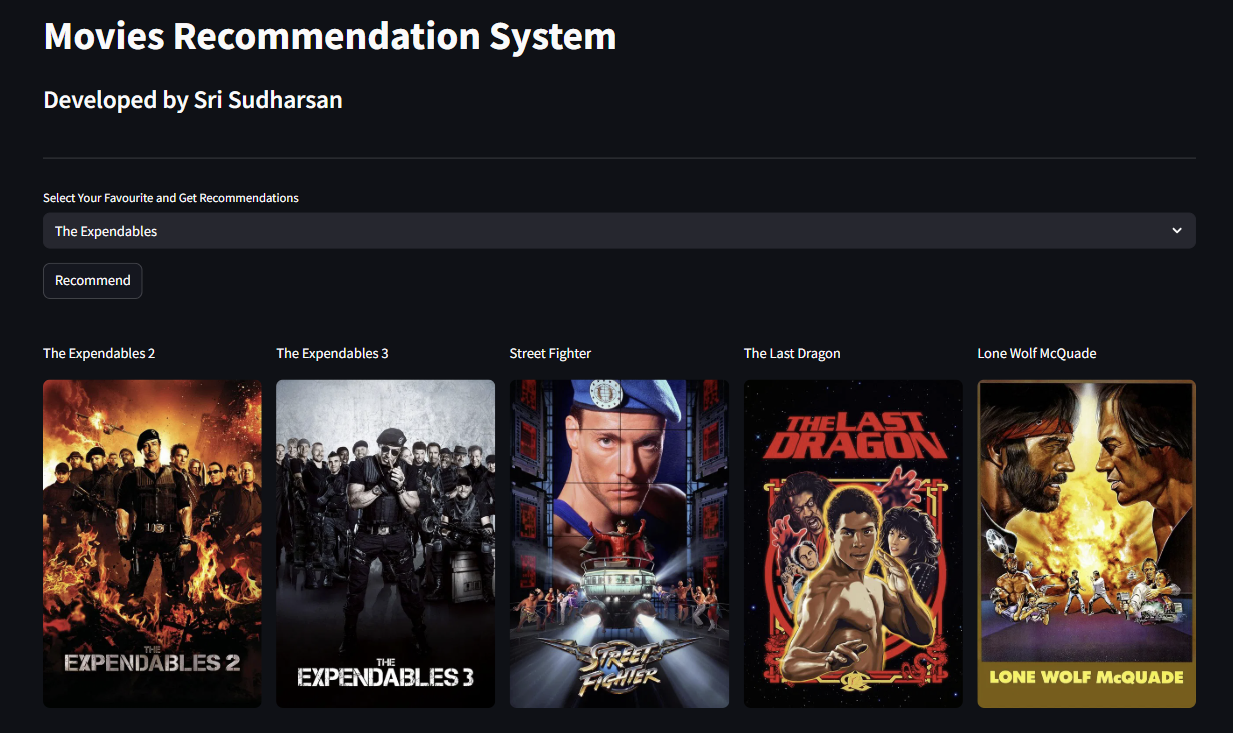 Movies Recommendation System
Developed by Sri Sudharsan
Select Your Favourite and Get Recommendations
The Expendables
Recommend
The Expendables 2
The Expendables 3
Street Fighter
The Last Dragon
Lone Wolf McQuade
THE
EXPENDABLES 2
THE
EXPENDABLES 3
STREET
FIGHTER
THE LAST
DRAGON
LONE WOLF McQUADE